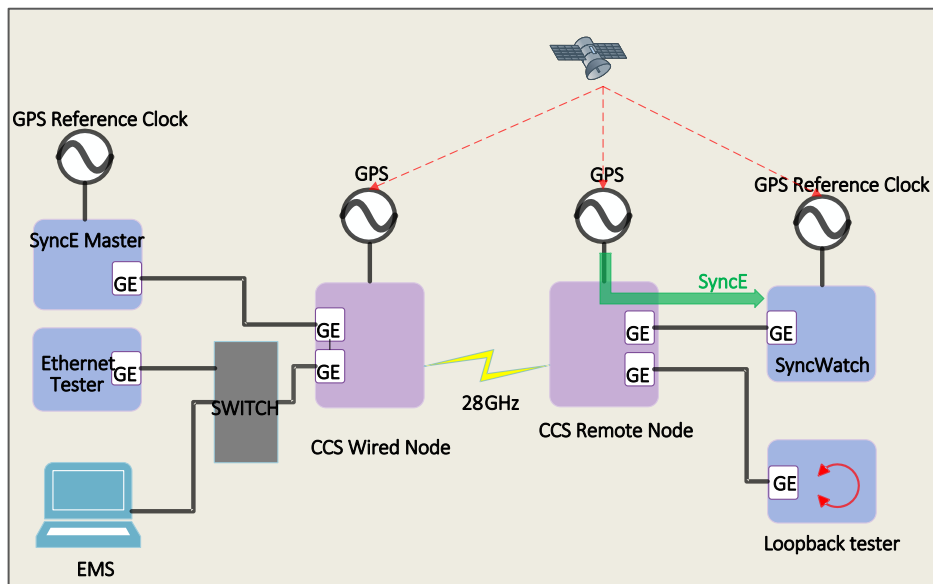 GPS Reference Clock
GPS
GPS
GPS Reference Clock
SyncE Master
GE
SyncE
GE
GE
GE
Ethernet
Tester
GE
GE
GE
SyncWatch
SWITCH
28GHz
CCS Wired Node
CCS Remote Node
GE
Loopback tester
EMS